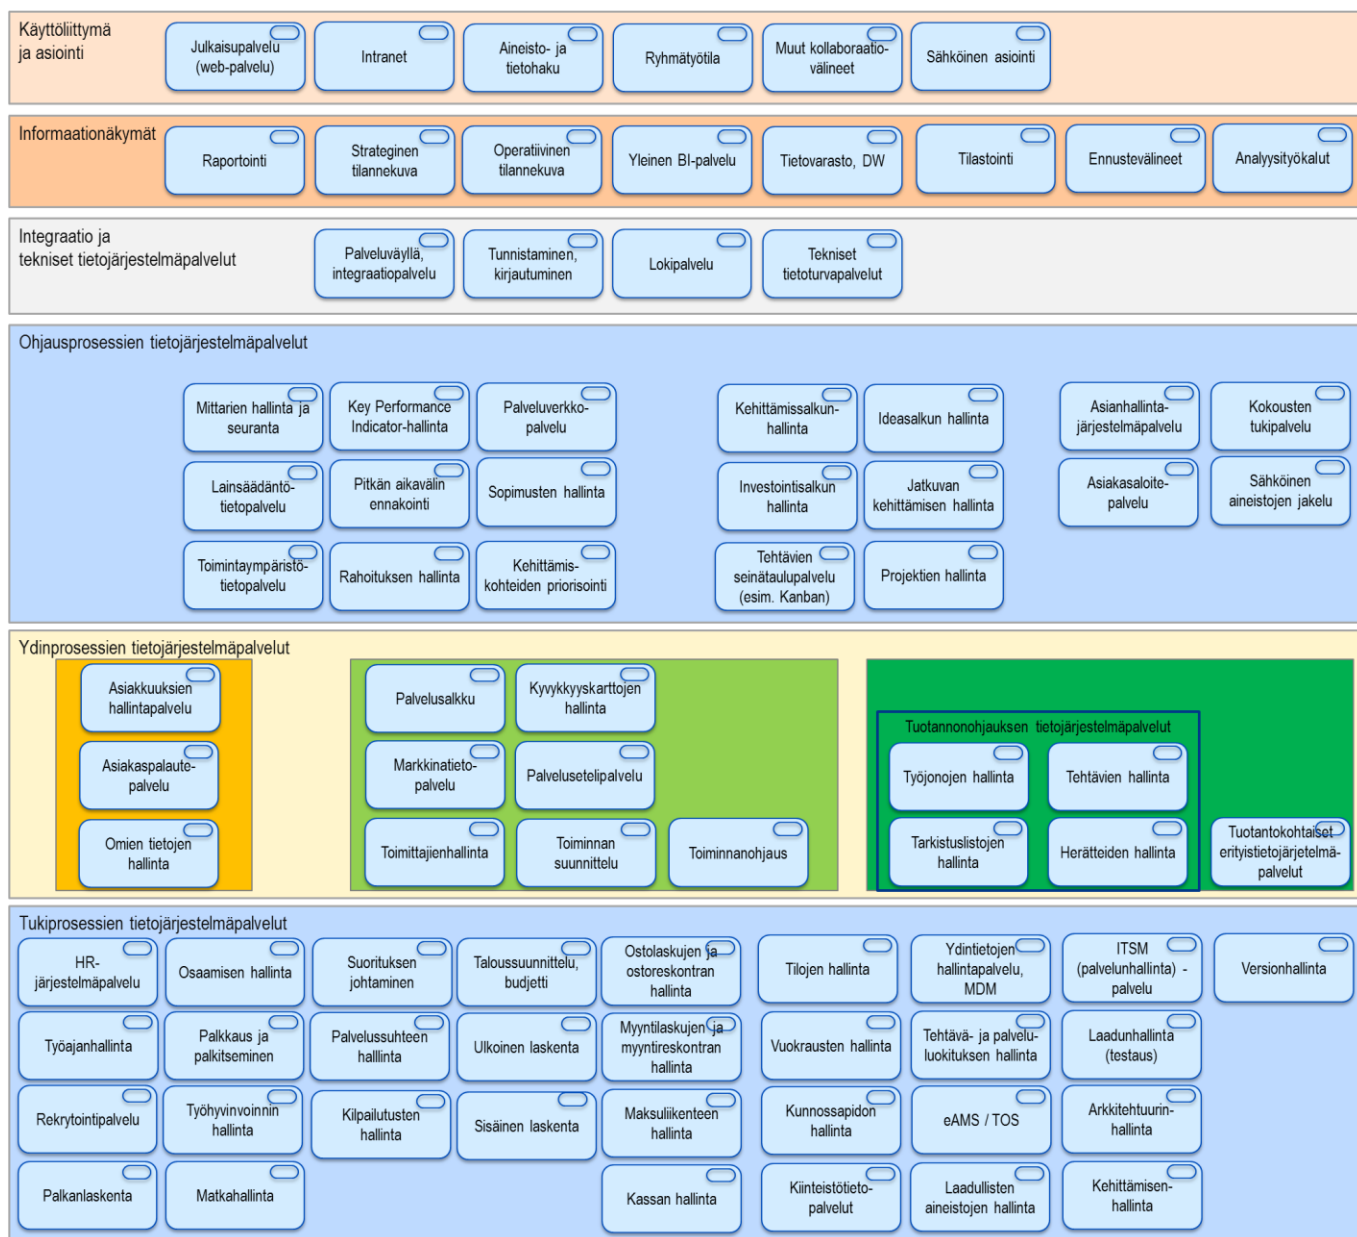 Käyttöliittymä
ja asiointi
Julkaisupalvelu
(web-palvelu)
Intranet
Aineisto- ja
tietohaku
Ryhmätyötila
Muut kollaboraatio-
välineet
Sähköinen asiointi
Informaationäkymät
Raportointi
Strateginen
tilannekuva
Operatiivinen
tilannekuva
Yleinen BI-palvelu
Tietovarasto, DW
Tilastointi
Ennustevälineet
Analyysityökalut
Integraatio ja
tekniset tietojärjestelmäpalvelut
Palveluväyllä,
integraatiopalvelu
Tunnistaminen,
kirjautuminen
Lokipalvelu
Tekniset
tietoturvapalvelut
Ohjausprosessien tietojärjestelmäpalvelut
Mittarien hallinta ja
seuranta
Key Performance
Indicator-hallinta
Palveluverkko-
palvelu
Kehittämissalkun-
hallinta
Ideasalkun hallinta
Asianhallinta-
järjestelmäpalvelu
Kokousten
tukipalvelu
Lainsäädäntö-
tietopalvelu
Pitkän aikavälin
ennakointi
Sopimusten hallinta
Investointisalkun
hallinta
Jatkuvan
kehittämisen hallinta
Asiakasaloite-
palvelu
Sähköinen
aineistojen jakelu
Toimintaympäristö-
tietopalvelu
Rahoituksen hallinta
Kehittämis-
kohteiden priorisointi
Tehtävien
seinätaulupalvelu
(esim. Kanban)
Projektien hallinta
Ydinprosessien tietojärjestelmäpalvelut
Asiakkuuksien
hallintapalvelu
Asiakaspalaute-
palvelu
Omien tietojen
hallinta
Palvelusalkku
Kyvykkyyskarttojen
hallinta
Markkinatieto-
palvelu
Palvelusetelipalvelu
Toimittajienhallinta
Toiminnan
suunnittelu
Toiminnanohjaus
Tuotannonohjauksen tietojärjestelmäpalvelut
Työjonojen hallinta
Tehtävien hallinta
Tarkistuslistojen
hallinta
Herätteiden hallinta
Tuotantokohtaiset
erityistietojärjetelmä-
palvelut
Tukiprosessien tietojärjestelmäpalvelut
HR-
järjestelmäpalvelu
Osaamisen hallinta
Suorituksen
johtaminen
Taloussuunnittelu,
budjetti
Ostolaskujen ja
ostoreskontran
hallinta
Tilojen hallinta
Ydintietojen
hallintapalvelu,
MDM
ITSM
(palvelunhallinta) -
palvelu
Versionhallinta
Työajanhallinta
Palkkaus ja
palkitseminen
Palvelussuhteen
halllinta
Ulkoinen laskenta
Myyntilaskujen ja
myyntireskontran
hallinta
Vuokrausten hallinta
Tehtävä- ja palvelu-
luokituksen hallinta
Laadunhallinta
(testaus)
Rekrytointipalvelu
Työhyvinvoinnin
hallinta
Kilpailutusten
hallinta
Sisäinen laskenta
Maksuliikenteen
hallinta
Kunnossapidon
hallinta
eAMS / TOS
Arkkitehtuurin-
hallinta
Palkanlaskenta
Matkahallinta
Kassan hallinta
Kiinteistötieto-
palvelut
Laadullisten
aineistojen hallinta
Kehittämisen-
hallinta